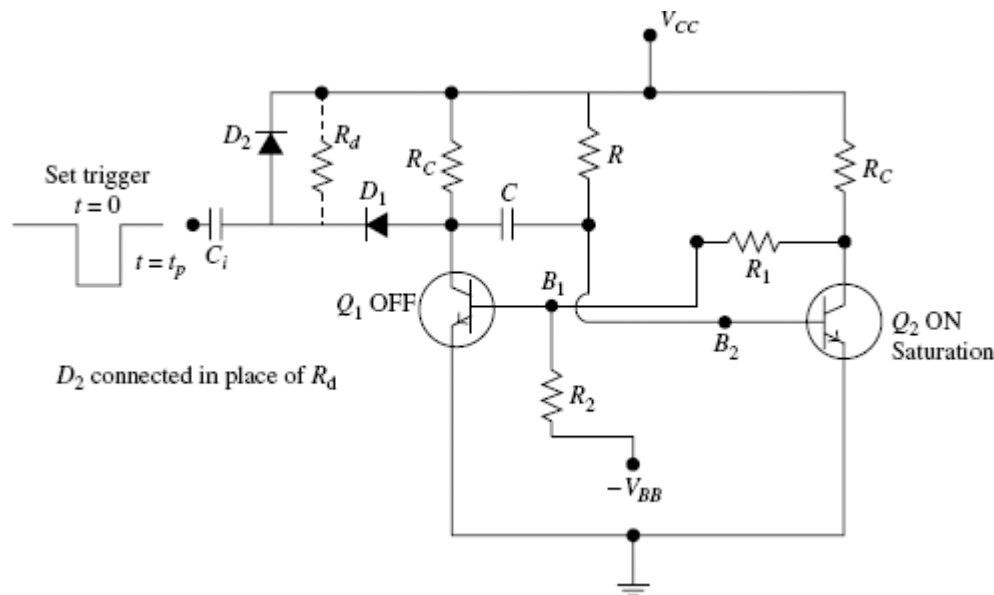 V_CC
D_2
R_d
R_C
R
R_C
Set trigger
t = 0
D_1
C
C_i
t = t_p
R_1
Q_1 OFF
B_1
B_2
Q_2 ON
Saturation
D_2 connected in place of R_d
R_2
−V_BB